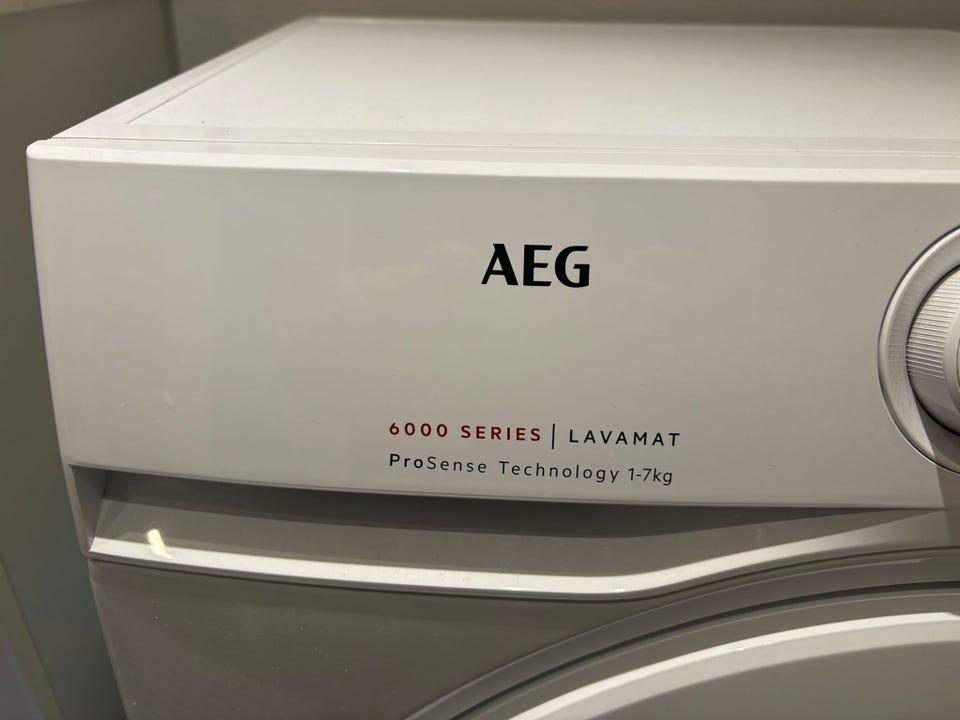 AEG
6000 SERIES | LAVAMAT
ProSense Technology 1-7kg